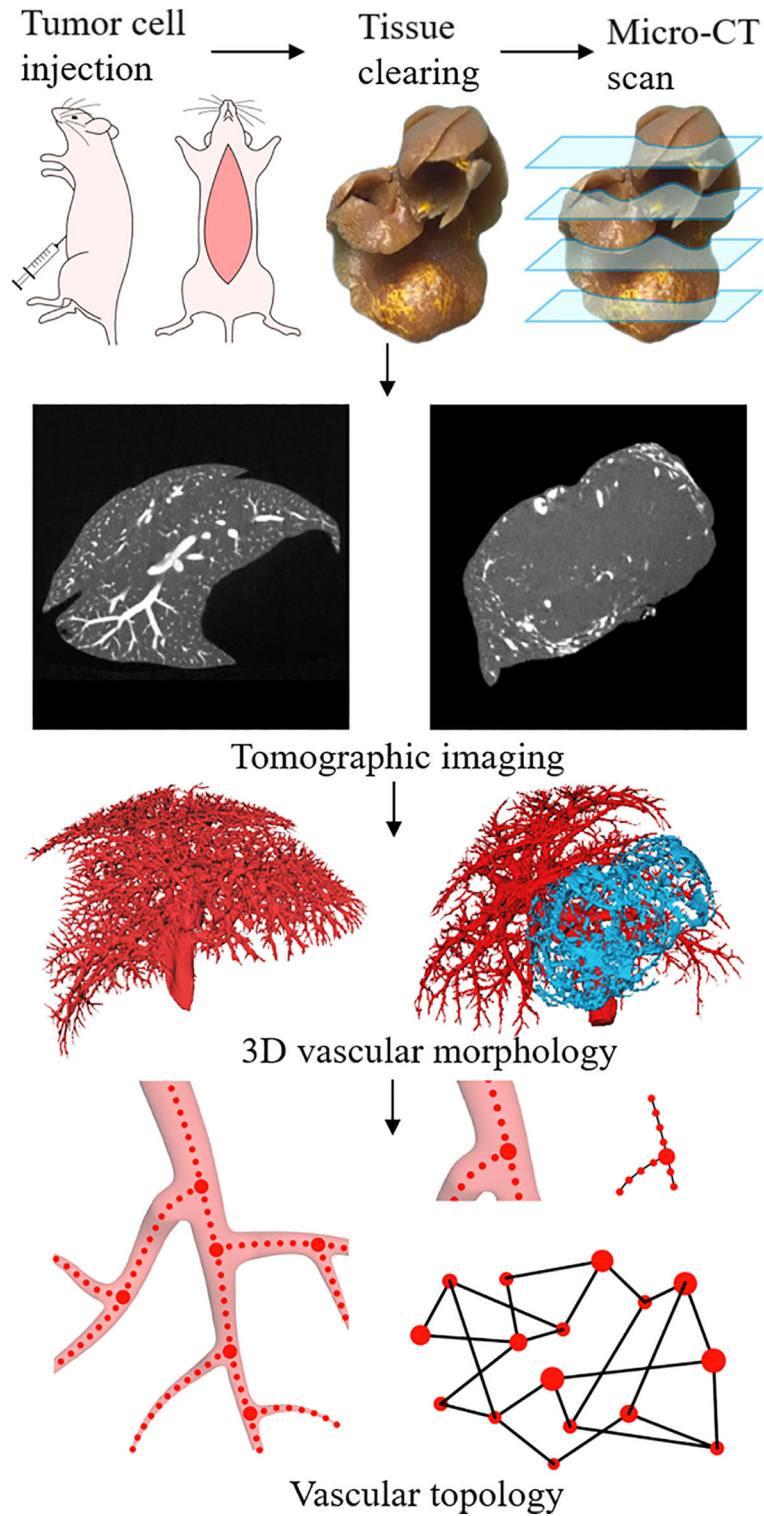 Tumor cell
injection
Tissue
clearing
Micro-CT
scan
Tomographic imaging
3D vascular morphology
Vascular topology